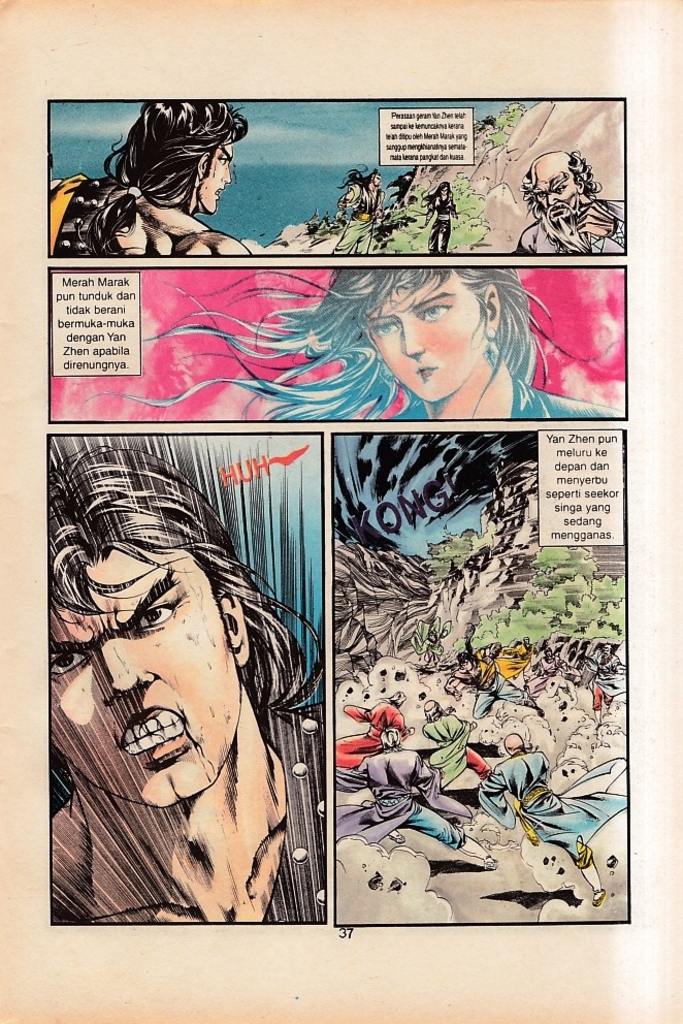 Perasaan geram Yan Zhen telah
sampai ke kemuncaknya kerana
telah ditipu oleh Merah Marak yang
sanggup mengkhianatinya semata-
mata kerana pangkat dan kuasa.
Merah Marak
pun tunduk dan
tidak berani
bermuka-muka
dengan Yan
Zhen apabila
direnungnya.
HUH~
KONG!
Yan Zhen pun
meluru ke
depan dan
menyerbu
seperti seekor
singa yang
sedang
mengganas.
37